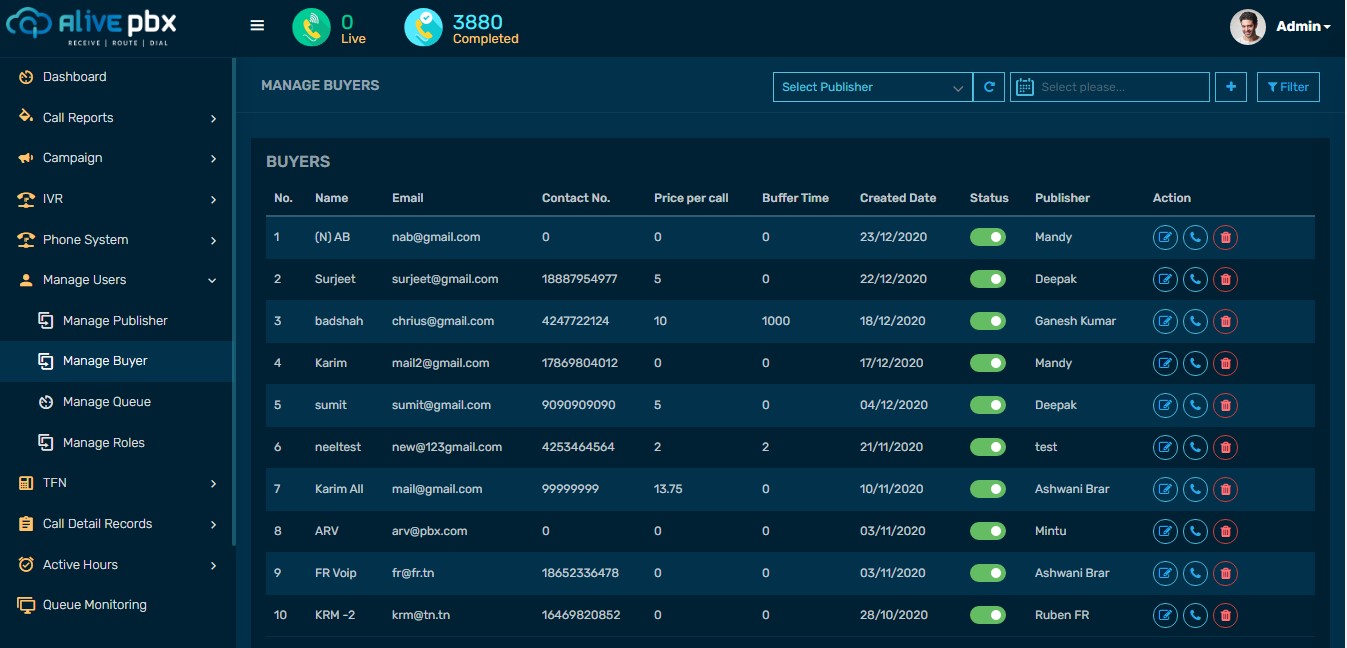 Alive pbx
RECEIVE | ROUTE | DIAL
0
Live
3880
Completed
Admin
Dashboard
Call Reports
Campaign
IVR
Phone System
Manage Users
Manage Publisher
Manage Buyer
Manage Queue
Manage Roles
TFN
Call Detail Records
Active Hours
Queue Monitoring
MANAGE BUYERS
Select Publisher
Select please...
+
Filter
BUYERS
No. Name Email Contact No. Price per call Buffer Time Created Date Status Publisher Action
1 (N) AB nab@gmail.com 0 0 0 23/12/2020 Mandy
2 Surjeet surjeet@gmail.com 18887954977 5 0 22/12/2020 Deepak
3 badshah chrius@gmail.com 4247722124 10 1000 18/12/2020 Ganesh Kumar
4 Karim mail2@gmail.com 17869804012 0 0 17/12/2020 Mandy
5 sumit sumit@gmail.com 9090909090 5 0 04/12/2020 Deepak
6 neeltest new@123gmail.com 4253464564 2 2 21/11/2020 test
7 Karim All mail@gmail.com 99999999 13.75 0 10/11/2020 Ashwani Brar
8 ARV arv@pbx.com 0 0 0 03/11/2020 Mintu
9 FR Voip fr@fr.tn 18652336478 0 0 03/11/2020 Ashwani Brar
10 KRM -2 krm@tn.tn 16469820852 0 0 28/10/2020 Ruben FR